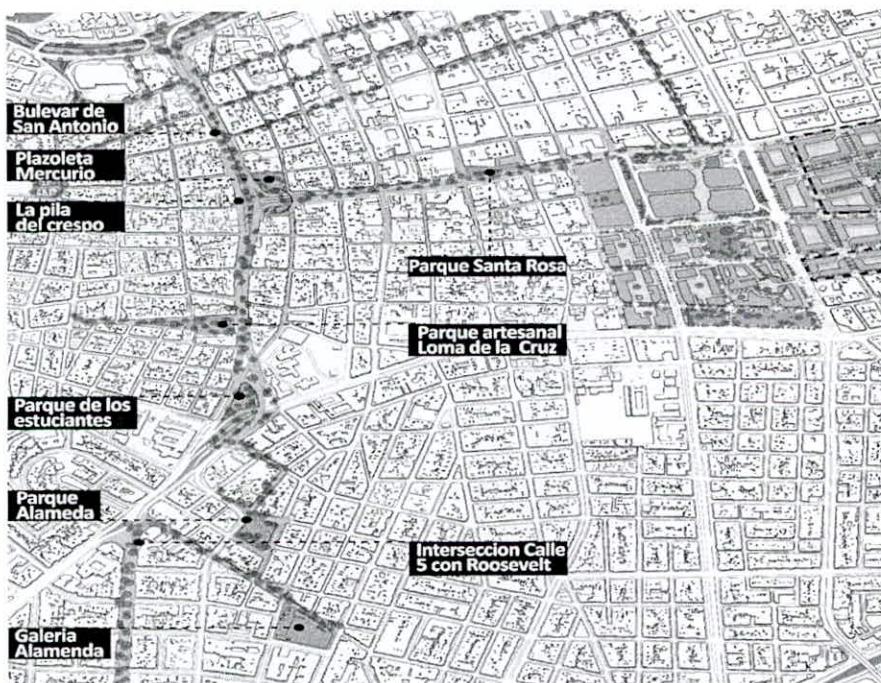 Bulevar de
San Antonio
Plazoleta
Mercurio
La pila
del crespo
Parque Santa Rosa
Parque artesanal
Loma de la Cruz
Parque de los
estuciantes
Parque
Alameda
Interseccion Calle
5 con Roosevelt
Galeria
Alamenda